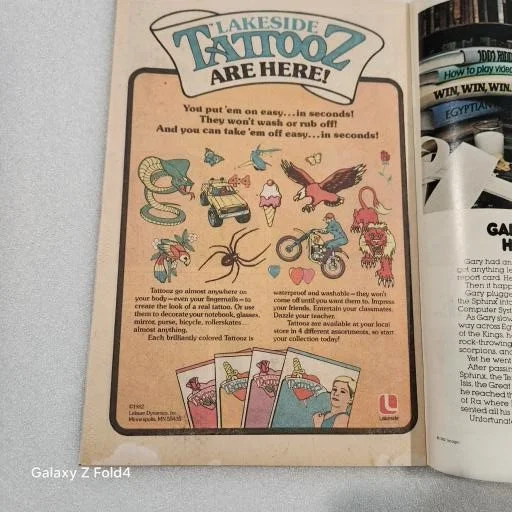 LAKESIDE
TATTOOZ
ARE HERE!
You put 'em on easy...in seconds!
They won't wash or rub off!
And you can take 'em off easy...in seconds!
4x4
Tattooz go almost anywhere on
your body—even your fingernails—to
create the look of a real tattoo. Or use
them to decorate your notebook, glasses,
mirror, purse, bicycle, rollerskates...
almost anything.
Each brilliantly colored Tattooz is
waterproof and washable—they won't
come off until you want them to. Impress
your friends. Entertain your classmates.
Dazzle your teacher.
Tattooz are available at your local
store in 4 different assortments, so start
your collection today!
©1982
Leisure Dynamics, Inc.
Minneapolis, MN 55435
Lakeside
How to play video
WIN, WIN, WIN
EGYPTIAN
GA
H
Gary had an
got anything le
report card. He
Then it happ
Gary plugge
the Sphinx into
Computer Syst
As Gary slow
way across Eg
of the Kings, h
rock-throwing
scorpions, and
Yet he went
After passin
Sphinx, the Te
Isis, the Great
he reached th
of Ra where
sented all his
Unfortunate
Galaxy Z Fold4